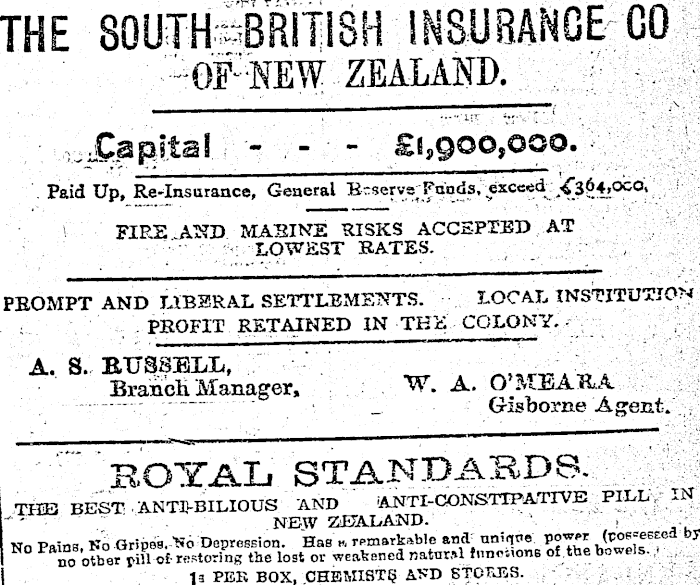 THE SOUTH BRITISH INSURANCE CO
OF NEW ZEALAND.
Capital - - - £1,900,000.
Paid Up, Re-Insurance, General Reserve Funds, exceed £364,000.
FIRE AND MARINE RISKS ACCEPTED AT
LOWEST RATES.
PROMPT AND LIBERAL SETTLEMENTS. LOCAL INSTITUTION
PROFIT RETAINED IN THE COLONY.
A. S. RUSSELL,
Branch Manager,
W. A. O'MEARA
Gisborne Agent.
ROYAL STANDARDS.
THE BEST ANTI-BILIOUS AND ANTI-CONSTIPATIVE PILL IN
NEW ZEALAND.
No Pains, No Gripes, No Depression. Has a remarkable and unique power (possessed by
no other pill of restoring the lost or weakened natural functions of the bowels.
1s PER BOX, CHEMISTS AND STORES.